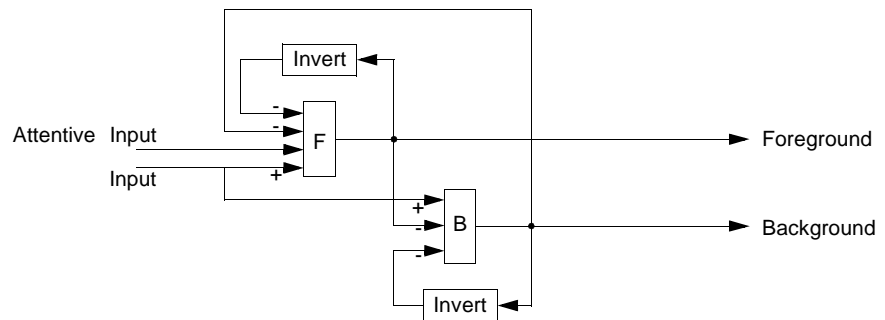 Invert
-
-
F
Attentive Input
Input
+
Foreground
+
-
B
-
Background
Invert